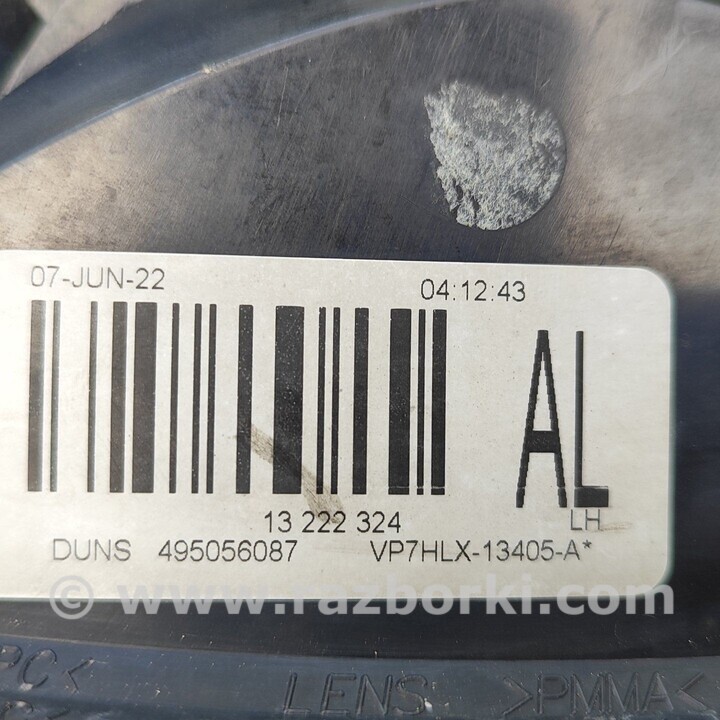 07-JUN-22 04:12:43
AL
13 222 324 LH
DUNS 495056087 VP7HLX-13405-A*
© www.razborki.com
PC<
LENS >PMMA<